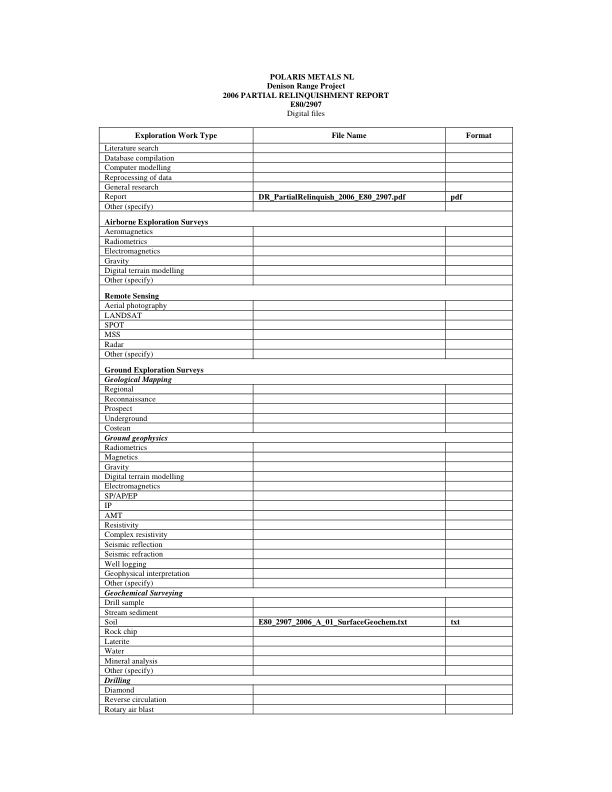 POLARIS METALS NL
Denison Range Project
2006 PARTIAL RELINQUISHMENT REPORT
E80/2907
Digital files
Exploration Work Type File Name Format
Literature search
Database compilation
Computer modelling
Reprocessing of data
General research
Report DR_PartialRelinquish_2006_E80_2907.pdf pdf
Other (specify)
Airborne Exploration Surveys
Aeromagnetics
Radiometrics
Electromagnetics
Gravity
Digital terrain modelling
Other (specify)
Remote Sensing
Aerial photography
LANDSAT
SPOT
MSS
Radar
Other (specify)
Ground Exploration Surveys
Geological Mapping
Regional
Reconnaissance
Prospect
Underground
Costean
Ground geophysics
Radiometrics
Magnetics
Gravity
Digital terrain modelling
Electromagnetics
SP/AP/EP
IP
AMT
Resistivity
Complex resistivity
Seismic reflection
Seismic refraction
Well logging
Geophysical interpretation
Other (specify)
Geochemical Surveying
Drill sample
Stream sediment
Soil E80_2907_2006_A_01_SurfaceGeochem.txt txt
Rock chip
Laterite
Water
Mineral analysis
Other (specify)
Drilling
Diamond
Reverse circulation
Rotary air blast